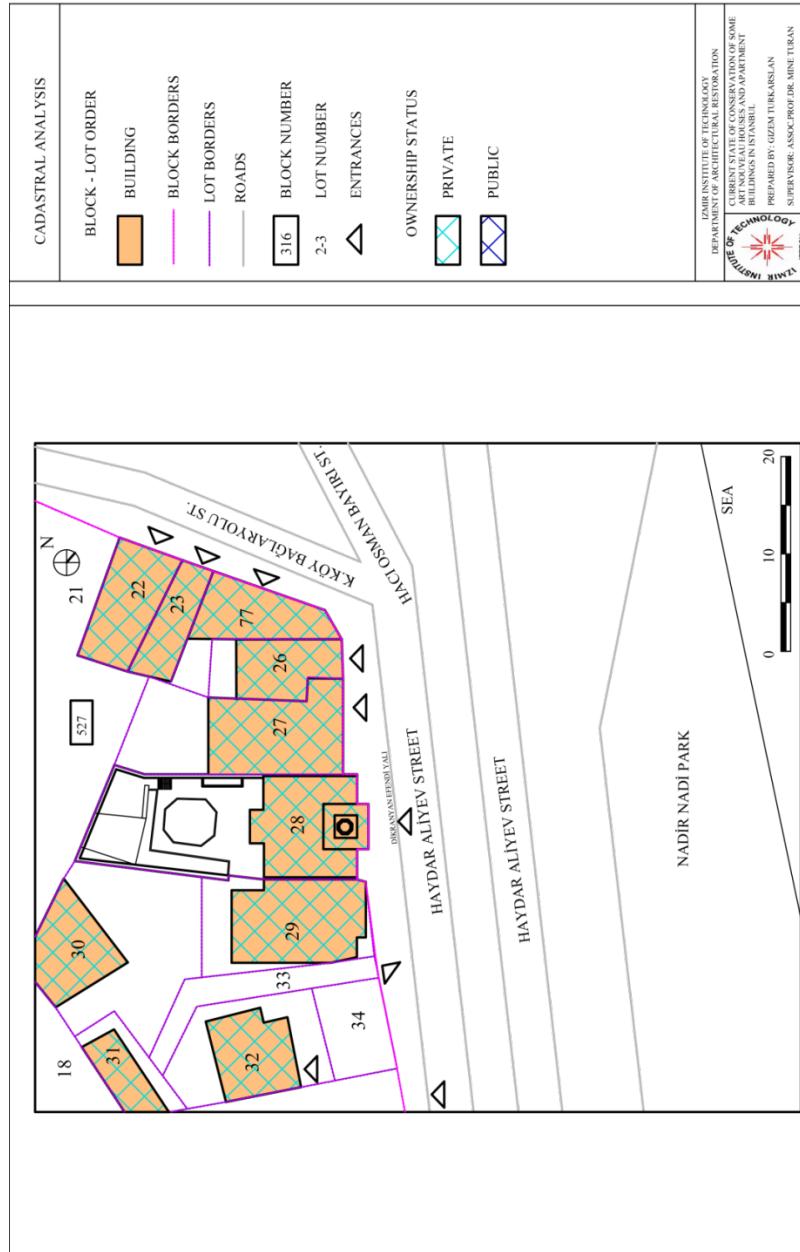 CADASTRAL ANALYSIS
BLOCK - LOT ORDER
BUILDING
BLOCK BORDERS
LOT BORDERS
ROADS
316
BLOCK NUMBER
2-3
LOT NUMBER
ENTRANCES
OWNERSHIP STATUS
PRIVATE
PUBLIC
IZMIR INSTITUTE OF TECHNOLOGY
DEPARTMENT OF ARCHITECTURAL RESTORATION
CURRENT STATE OF CONSERVATION OF SOME
ART NOUVEAU HOUSES AND APARTMENT
BUILDINGS IN ISTANBUL
PREPARED BY: GIZEM TURKARSLAN
SUPERVISOR: ASSOC.PROF.DR. MINE TURAN
IZMIR INSTITUTE OF TECHNOLOGY
N
21
22
23
77
26
27
527
28
29
30
31
18
32
33
34
K.KÖY BAĞLARYOLU ST.
HACI OSMAN BAYIRI ST.
DİKRANYAN EFENDİ YALI
HAYDAR ALİYEV STREET
HAYDAR ALİYEV STREET
NADİR NADİ PARK
SEA
0
10
20